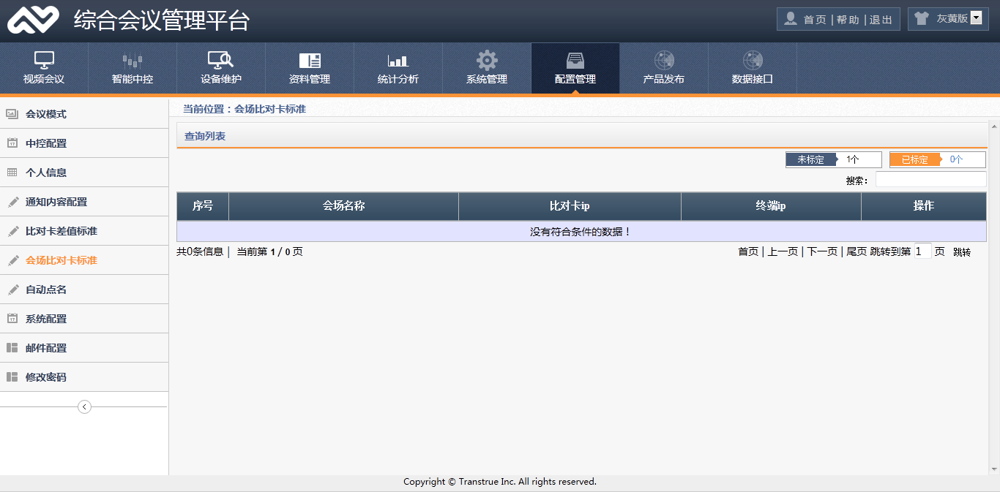 综合会议管理平台
首页 | 帮助 | 退出
灰黄版
视频会议 智能中控 设备维护 资料管理 统计分析 系统管理 配置管理 产品发布 数据接口
会议模式
中控配置
个人信息
通知内容配置
比对卡差值标准
会场比对卡标准
自动点名
系统配置
邮件配置
修改密码
当前位置：会场比对卡标准
查询列表
未标定 1个 已标定 0个
搜索：
序号 会场名称 比对卡ip 终端ip 操作
没有符合条件的数据！
共0条信息 | 当前第 1 / 0 页 首页 | 上一页 | 下一页 | 尾页 跳转到第 1 页 跳转
Copyright © Transtrue Inc. All rights reserved.